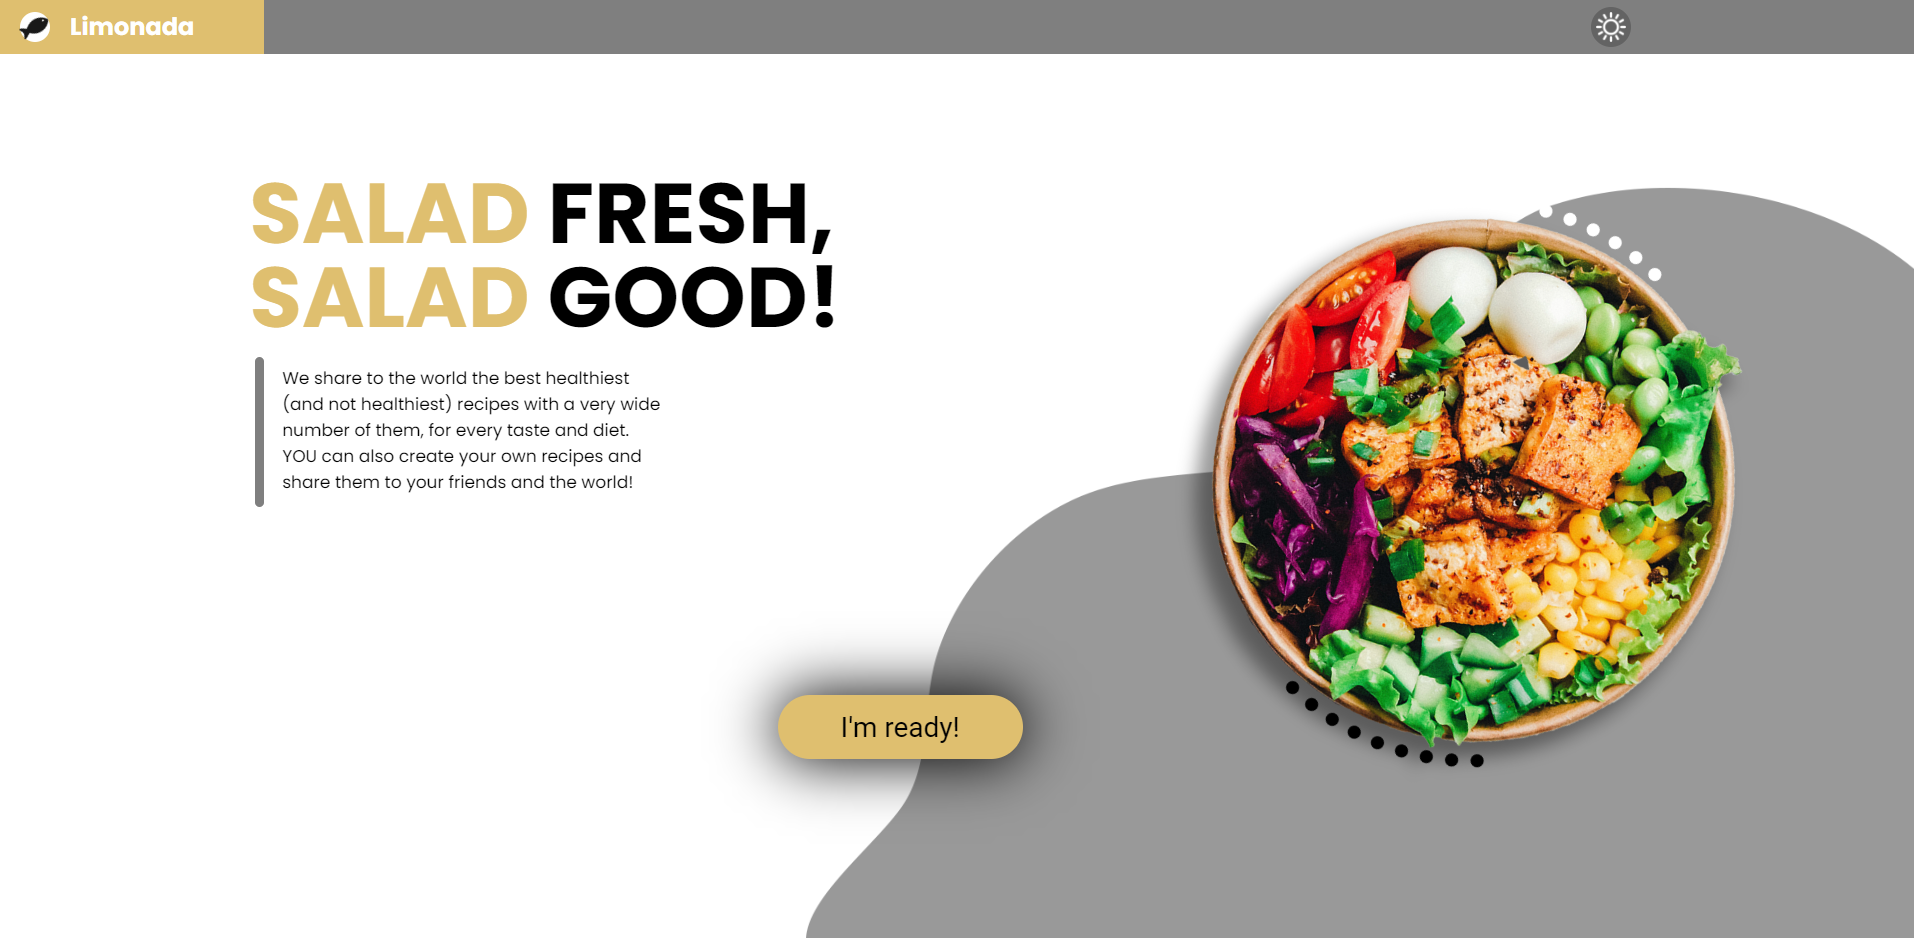 Limonada
SALAD FRESH,
SALAD GOOD!
We share to the world the best healthiest
(and not healthiest) recipes with a very wide
number of them, for every taste and diet.
YOU can also create your own recipes and
share them to your friends and the world!
I'm ready!